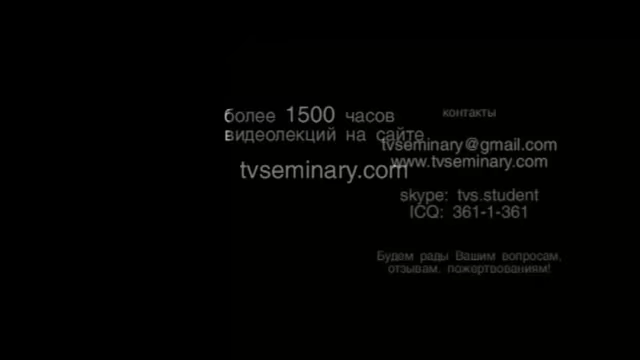 более 1500 часов
видеолекций на сайте
tvseminary.com
контакты
tvseminary@gmail.com
www.tvseminary.com
skype: tvs.student
ICQ: 361-1-361
Будем рады Вашим вопросам,
отзывам, пожертвованиям!